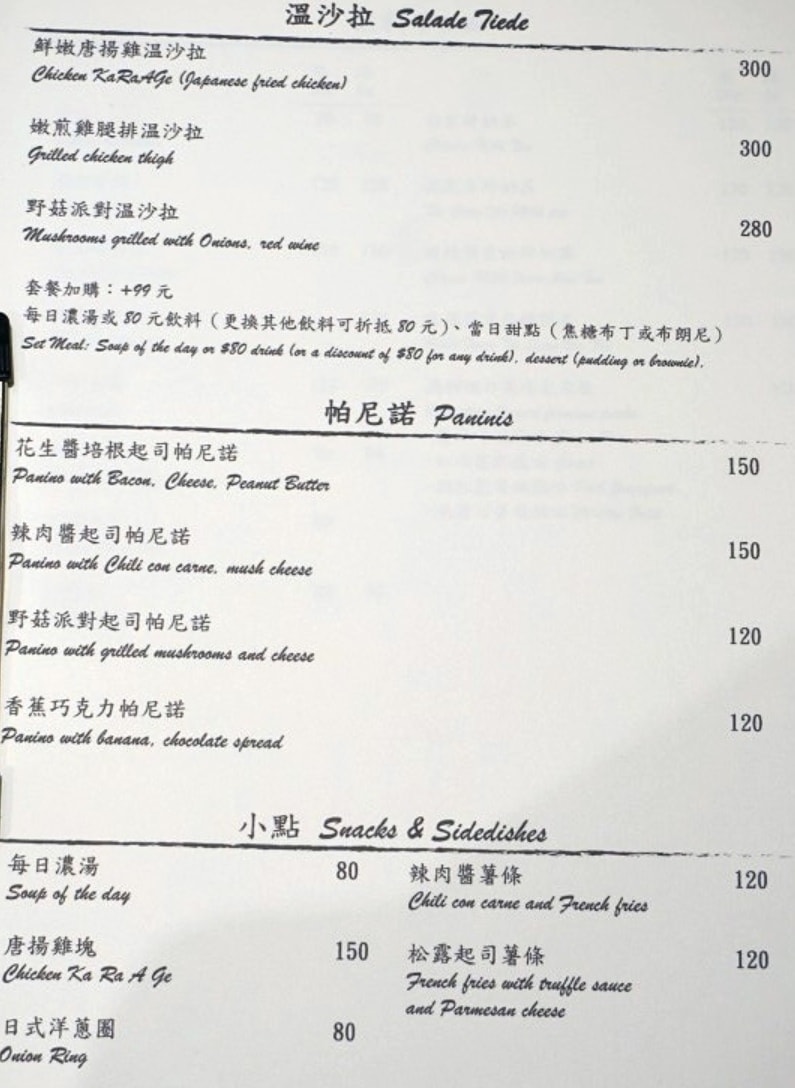 溫沙拉 Salade Tiede
鮮嫩唐揚雞温沙拉
Chicken KaRaAGe (Japanese fried chicken)
300
嫩煎雞腿排温沙拉
Grilled chicken thigh
300
野菇派對温沙拉
Mushrooms grilled with Onions, red wine
280
套餐加購：+99 元
每日濃湯或 80 元飲料（更換其他飲料可折抵 80 元）、當日甜點（焦糖布丁或布朗尼）
Set Meal: Soup of the day or $80 drink (or a discount of $80 for any drink), dessert (pudding or brownie).
帕尼諾 Paninis
花生醬培根起司帕尼諾
Panino with Bacon, Cheese, Peanut Butter
150
辣肉醬起司帕尼諾
Panino with Chili con carne, mush cheese
150
野菇派對起司帕尼諾
Panino with grilled mushrooms and cheese
120
香蕉巧克力帕尼諾
Panino with banana, chocolate spread
120
小點 Snacks & Sidedishes
每日濃湯
Soup of the day
80
唐揚雞塊
Chicken Ka Ra A Ge
150
日式洋蔥圈
Onion Ring
80
辣肉醬薯條
Chili con carne and French fries
120
松露起司薯條
French fries with truffle sauce
and Parmesan cheese
120